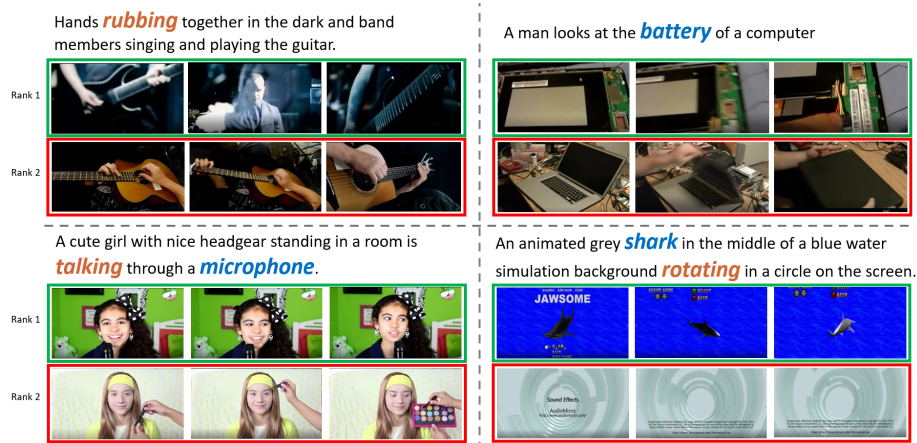 Hands rubbing together in the dark and band
members singing and playing the guitar.
Rank 1
Rank 2
A man looks at the battery of a computer
A cute girl with nice headgear standing in a room is
talking through a microphone.
Rank 1
Rank 2
An animated grey shark in the middle of a blue water
simulation background rotating in a circle on the screen.
JAWSOME
Sound Effects
AudioMicro